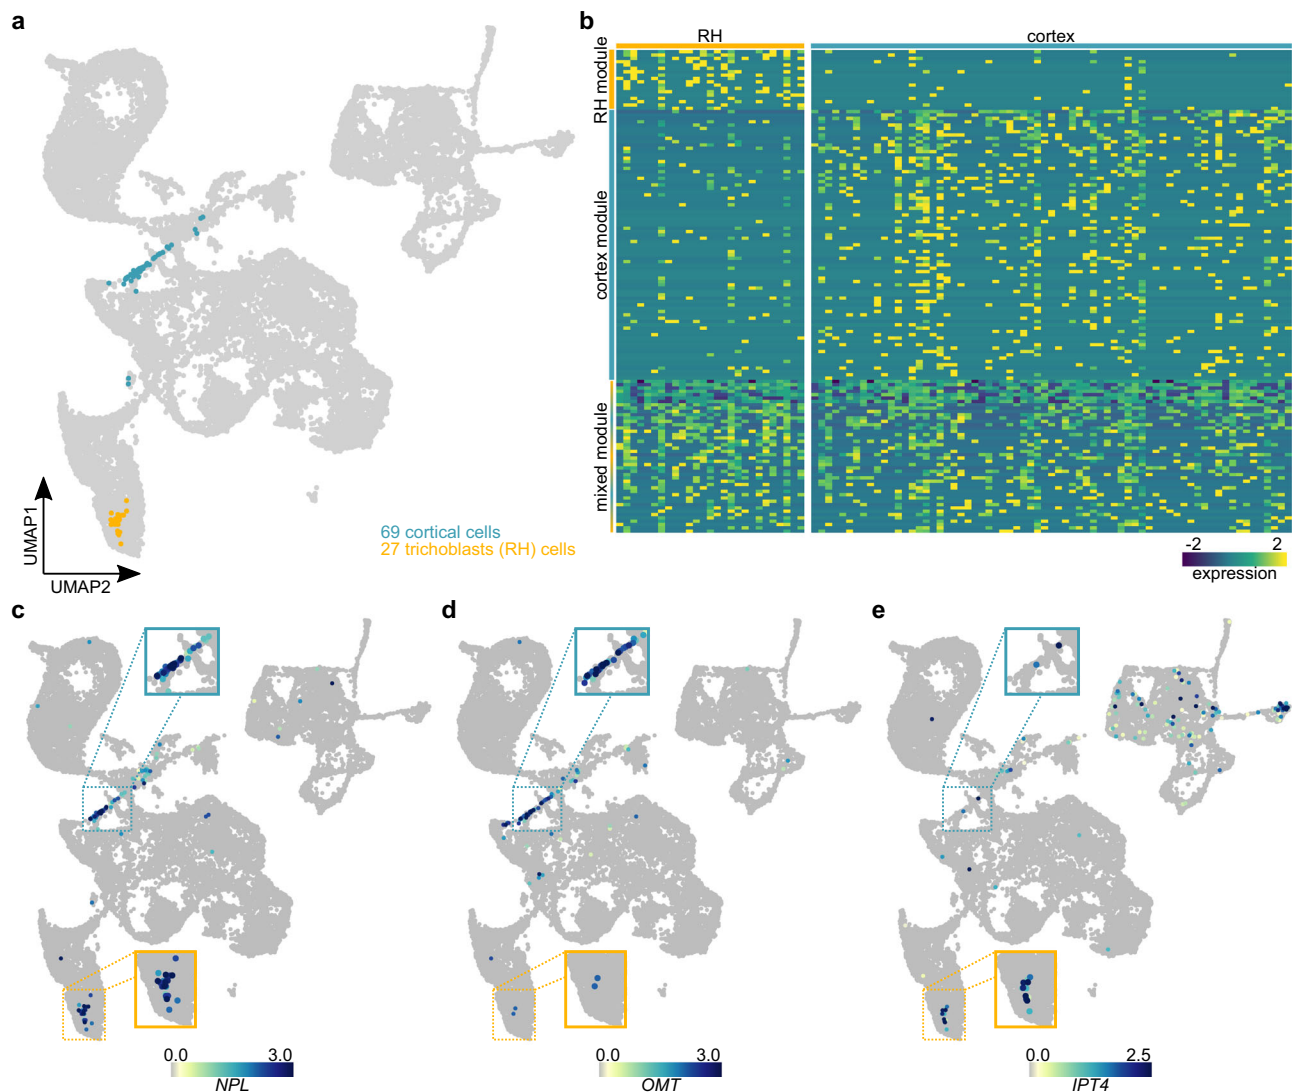 a
UMAP1
UMAP2
69 cortical cells
27 trichoblasts (RH) cells
b
RH
cortex
RH module
cortex module
mixed module
-2
2
expression
c
0.0
3.0
NPL
d
0.0
3.0
OMT
e
0.0
2.5
IPT4